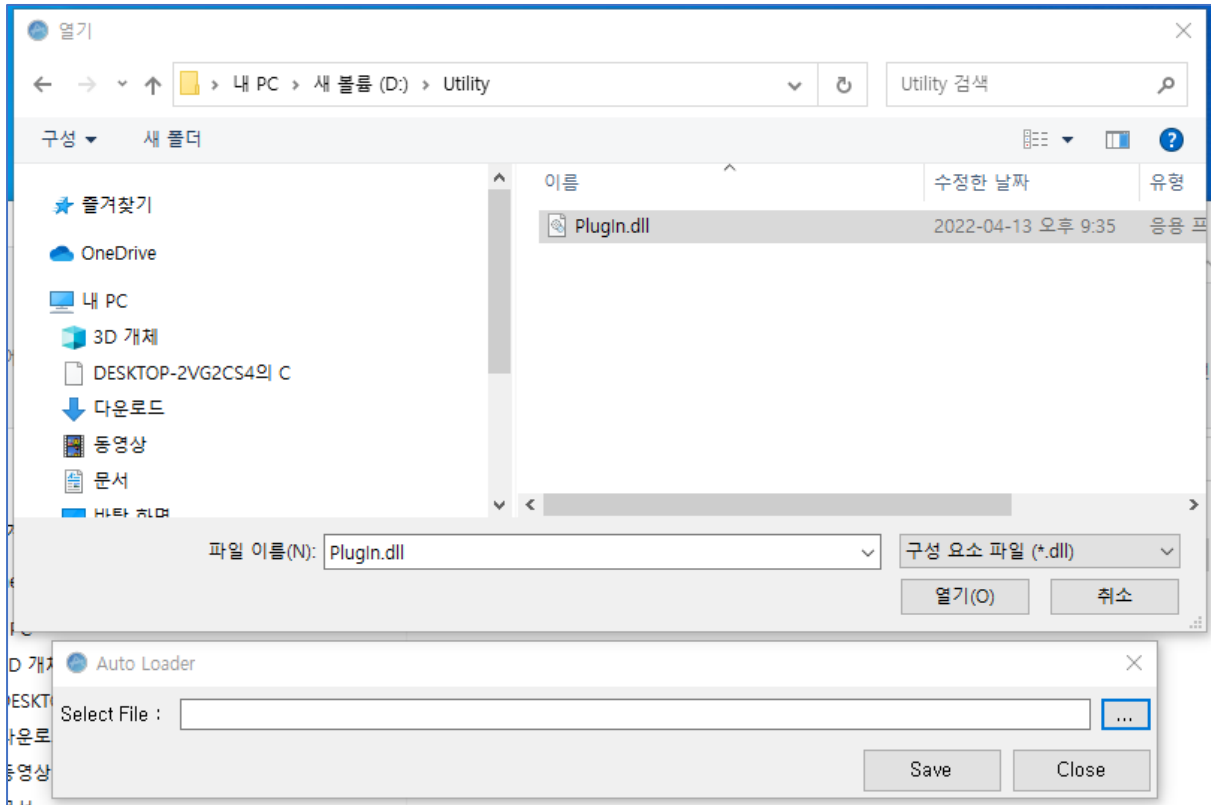 열기
내 PC › 새 볼륨 (D:) › Utility
Utility 검색
구성
새 폴더
이름
수정한 날짜
유형
즐겨찾기
PlugIn.dll
2022-04-13 오후 9:35
응용 프
OneDrive
내 PC
3D 개체
DESKTOP-2VG2CS4의 C
다운로드
동영상
문서
바탕 화면
파일 이름(N):
PlugIn.dll
구성 요소 파일 (*.dll)
열기(O)
취소
Auto Loader
Select File :
...
Save
Close